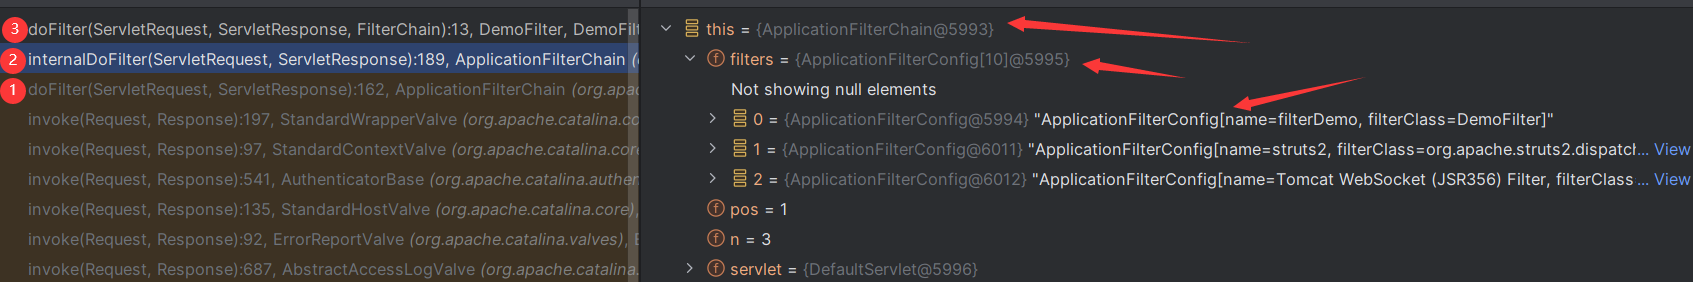 3 doFilter(ServletRequest, ServletResponse, FilterChain):13, DemoFilter, DemoFilt
2 internalDoFilter(ServletRequest, ServletResponse):189, ApplicationFilterChain (o
1 doFilter(ServletRequest, ServletResponse):162, ApplicationFilterChain (org.apac
invoke(Request, Response):197, StandardWrapperValve (org.apache.catalina.co
invoke(Request, Response):97, StandardContextValve (org.apache.catalina.core
invoke(Request, Response):541, AuthenticatorBase (org.apache.catalina.authen
invoke(Request, Response):135, StandardHostValve (org.apache.catalina.core),
invoke(Request, Response):92, ErrorReportValve (org.apache.catalina.valves), E
invoke(Request, Response):687, AbstractAccessLogValve (org.apache.catalina.
this = {ApplicationFilterChain@5993}
f filters = {ApplicationFilterConfig[10]@5995}
Not showing null elements
0 = {ApplicationFilterConfig@5994} "ApplicationFilterConfig[name=filterDemo, filterClass=DemoFilter]"
1 = {ApplicationFilterConfig@6011} "ApplicationFilterConfig[name=struts2, filterClass=org.apache.struts2.dispatch... View
2 = {ApplicationFilterConfig@6012} "ApplicationFilterConfig[name=Tomcat WebSocket (JSR356) Filter, filterClass ... View
f pos = 1
f n = 3
f servlet = {DefaultServlet@5996}